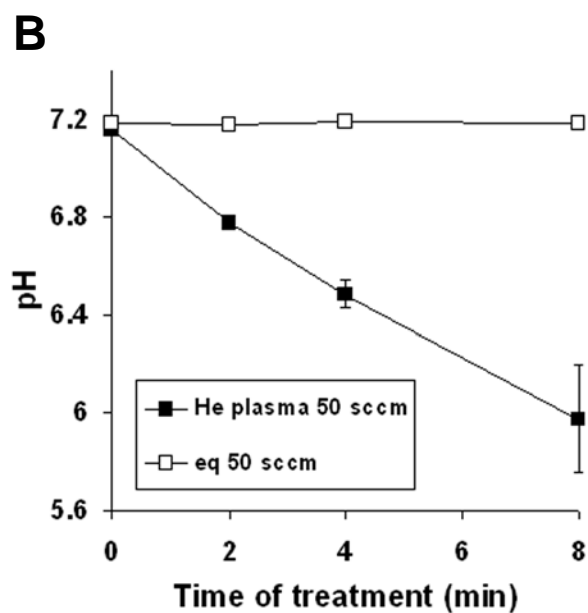 B
7.2
6.8
6.4
6
5.6
pH
He plasma 50 sccm
eq 50 sccm
0 2 4 6 8
Time of treatment (min)